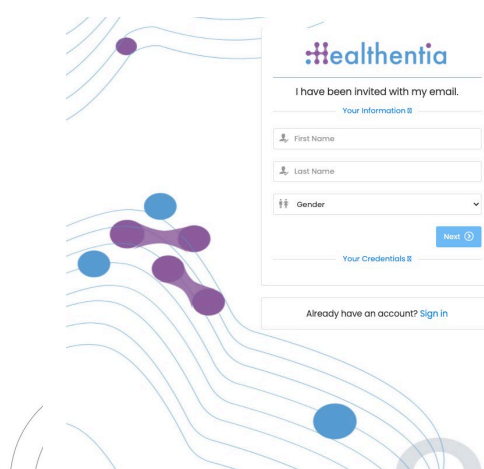 Healthentia
I have been invited with my email.
Your Information
First Name
Last Name
Gender
Next
Your Credentials
Already have an account? Sign in